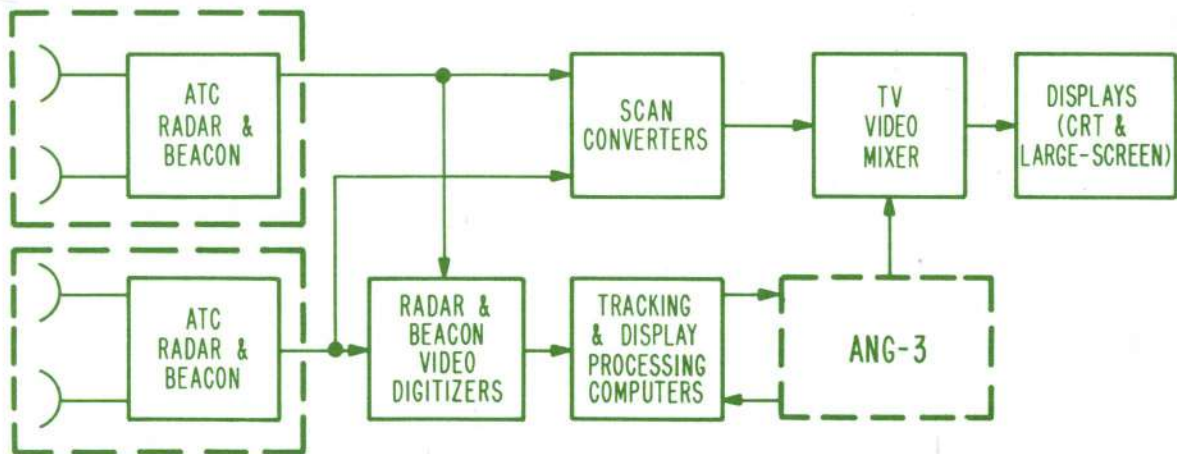 ATC
RADAR &
BEACON
SCAN
CONVERTERS
TV
VIDEO
MIXER
DISPLAYS
(CRT &
LARGE-SCREEN)
ATC
RADAR &
BEACON
RADAR &
BEACON
VIDEO
DIGITIZERS
TRACKING
& DISPLAY
PROCESSING
COMPUTERS
ANG-3